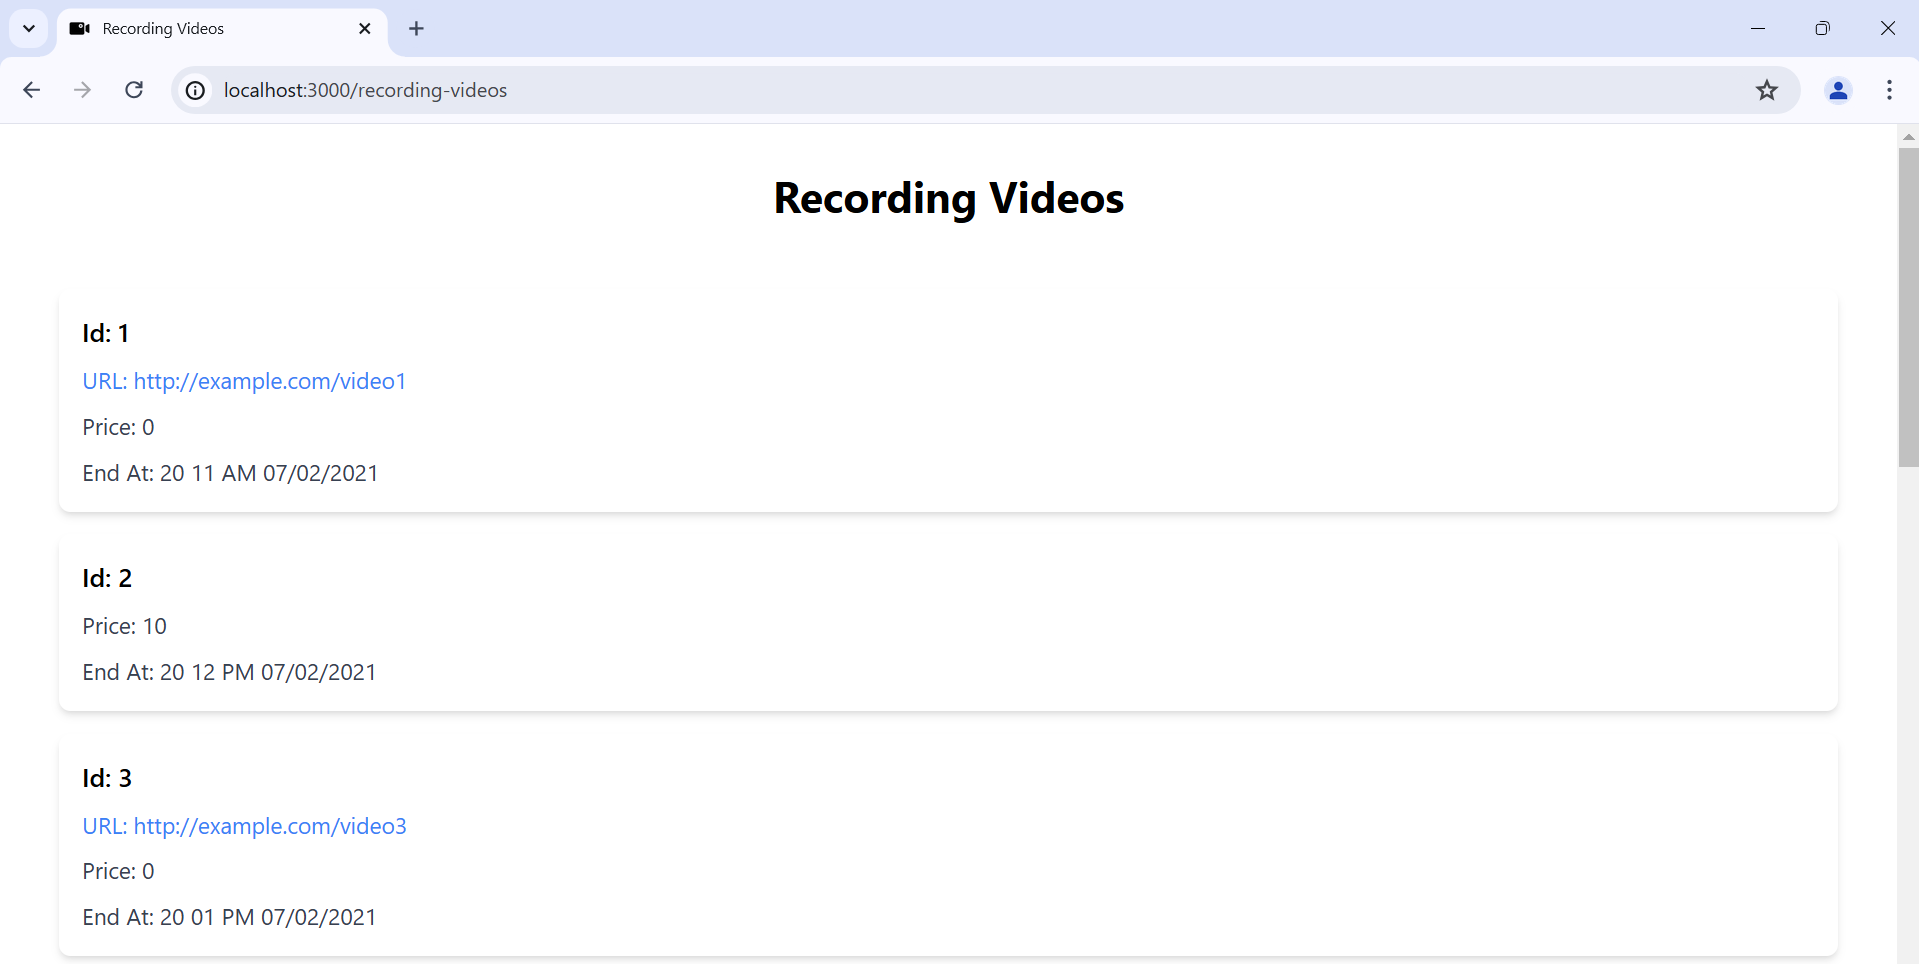 Recording Videos
localhost:3000/recording-videos
Recording Videos
Id: 1
URL: http://example.com/video1
Price: 0
End At: 20 11 AM 07/02/2021
Id: 2
Price: 10
End At: 20 12 PM 07/02/2021
Id: 3
URL: http://example.com/video3
Price: 0
End At: 20 01 PM 07/02/2021